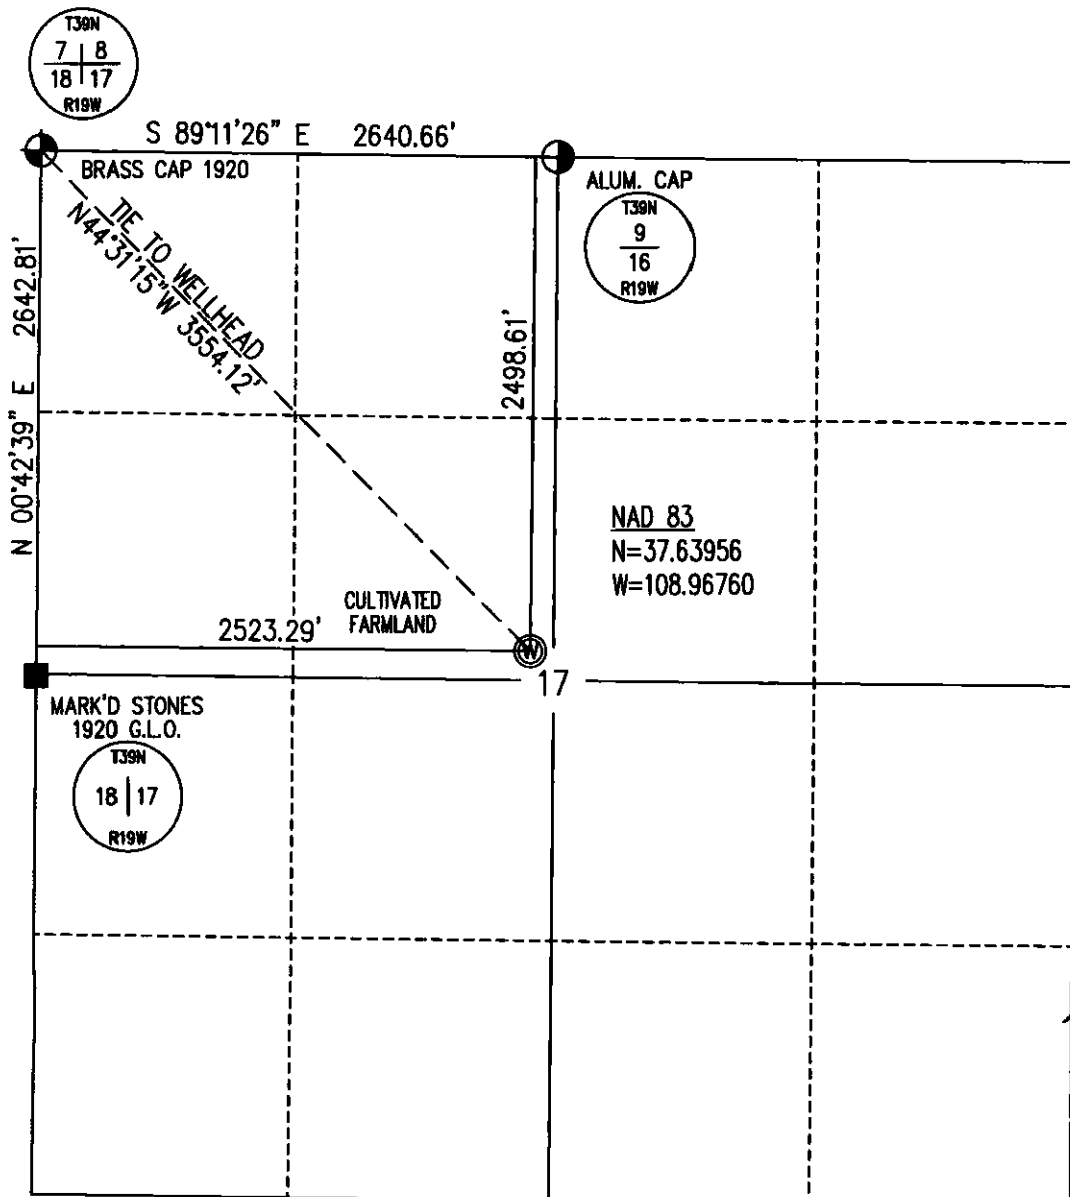 T39N
7 | 8
18 | 17
R19W
S 89°11'26" E 2640.66'
BRASS CAP 1920
ALUM. CAP
T39N
9
16
R19W
TIE TO WELLHEAD
N44°31'15"W 3554.12'
N 00°42'39" E 2642.81'
2498.61'
NAD 83
N=37.63956
W=108.96760
CULTIVATED
FARMLAND
2523.29'
W
17
MARK'D STONES
1920 G.L.O.
T39N
18 | 17
R19W